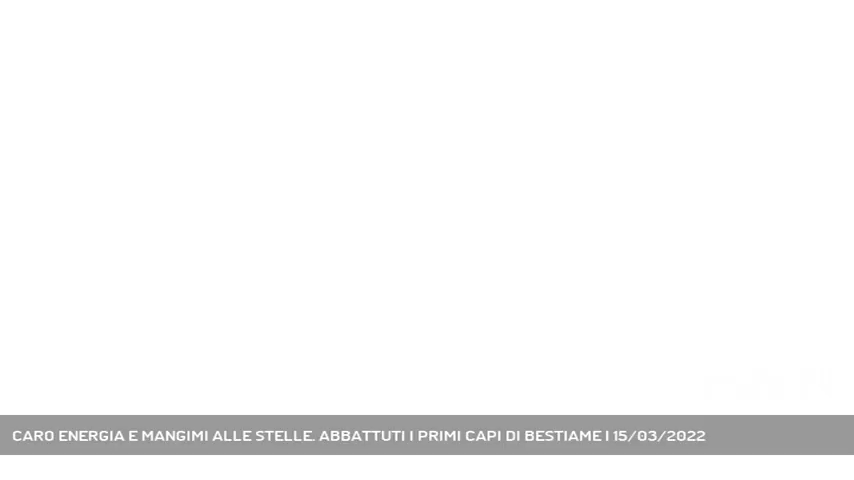 CARO ENERGIA E MANGIMI ALLE STELLE. ABBATTUTI I PRIMI CAPI DI BESTIAME | 15/03/2022